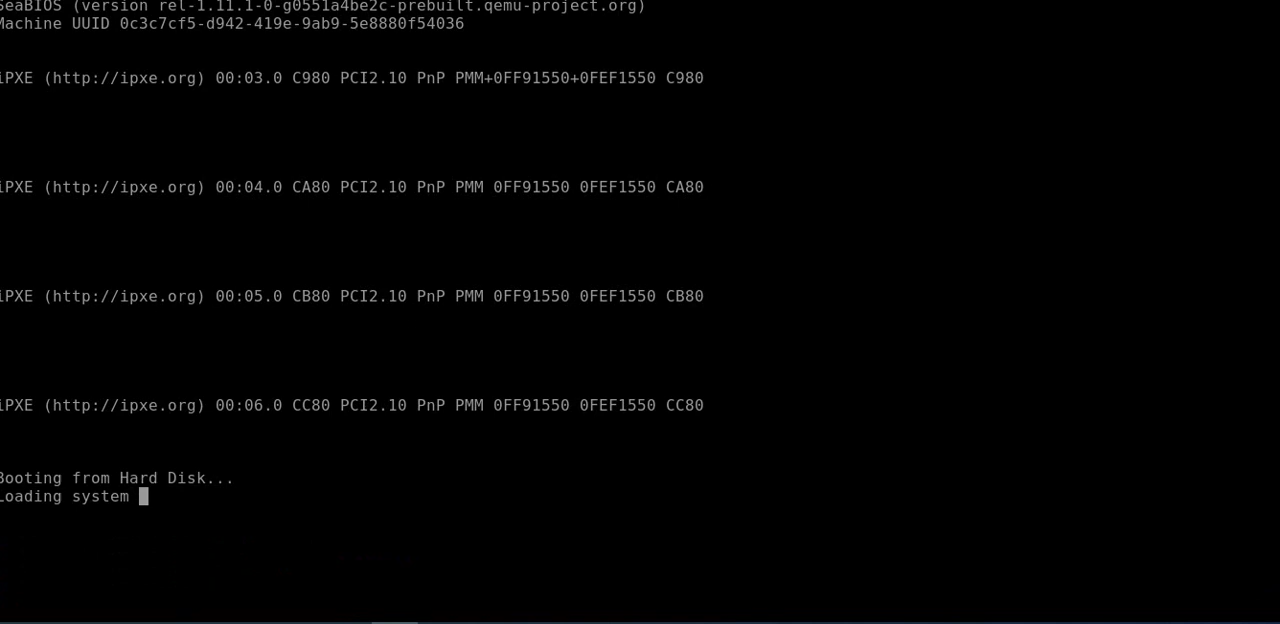 SeaBIOS (version rel-1.11.1-0-g0551a4be2c-prebuilt.qemu-project.org)
Machine UUID 0c3c7cf5-d942-419e-9ab9-5e8880f54036
iPXE (http://ipxe.org) 00:03.0 C980 PCI2.10 PnP PMM+0FF91550+0FEF1550 C980
iPXE (http://ipxe.org) 00:04.0 CA80 PCI2.10 PnP PMM 0FF91550 0FEF1550 CA80
iPXE (http://ipxe.org) 00:05.0 CB80 PCI2.10 PnP PMM 0FF91550 0FEF1550 CB80
iPXE (http://ipxe.org) 00:06.0 CC80 PCI2.10 PnP PMM 0FF91550 0FEF1550 CC80
Booting from Hard Disk...
Loading system